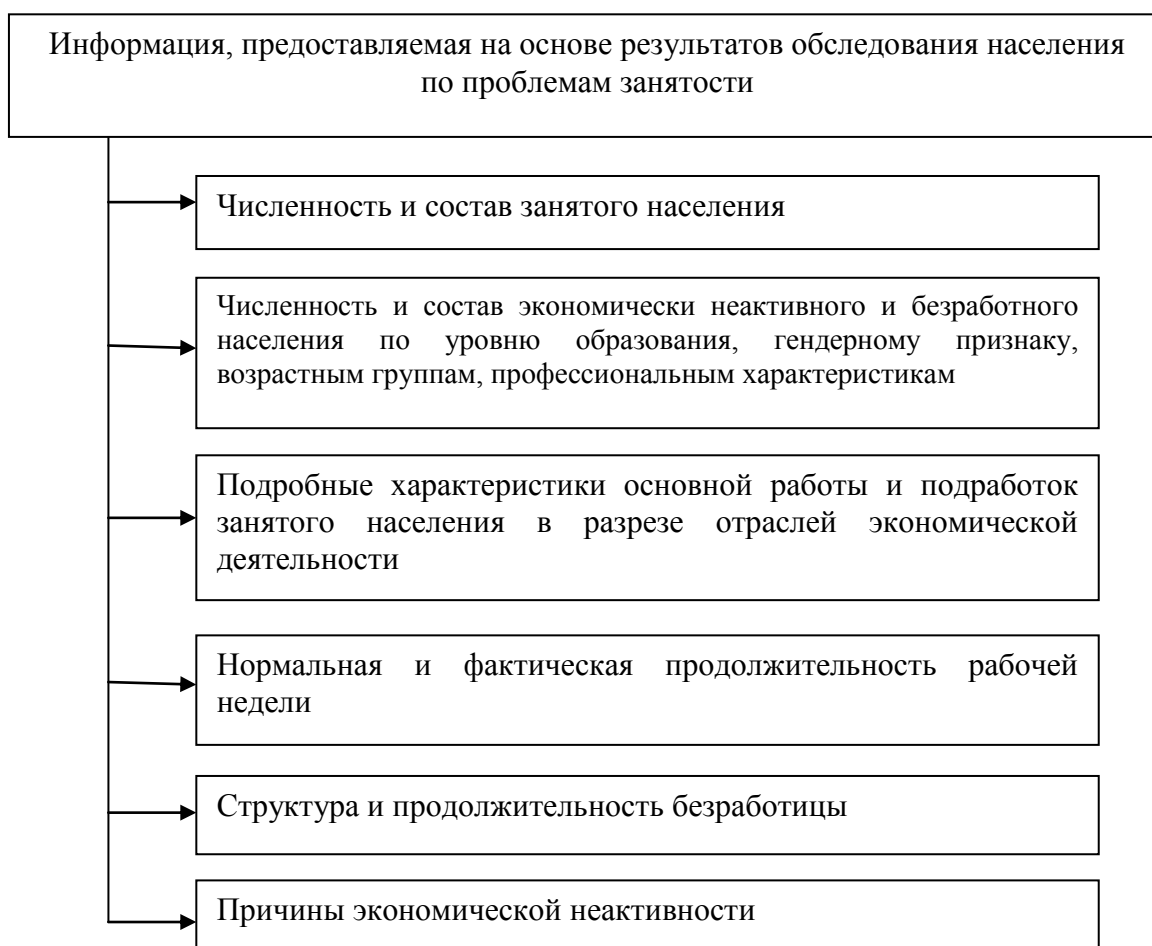 Информация, предоставляемая на основе результатов обследования населения
по проблемам занятости
Численность и состав занятого населения
Численность и состав экономически неактивного и безработного
населения по уровню образования, гендерному признаку,
возрастным группам, профессиональным характеристикам
Подробные характеристики основной работы и подработок
занятого населения в разрезе отраслей экономической
деятельности
Нормальная и фактическая продолжительность рабочей
недели
Структура и продолжительность безработицы
Причины экономической неактивности